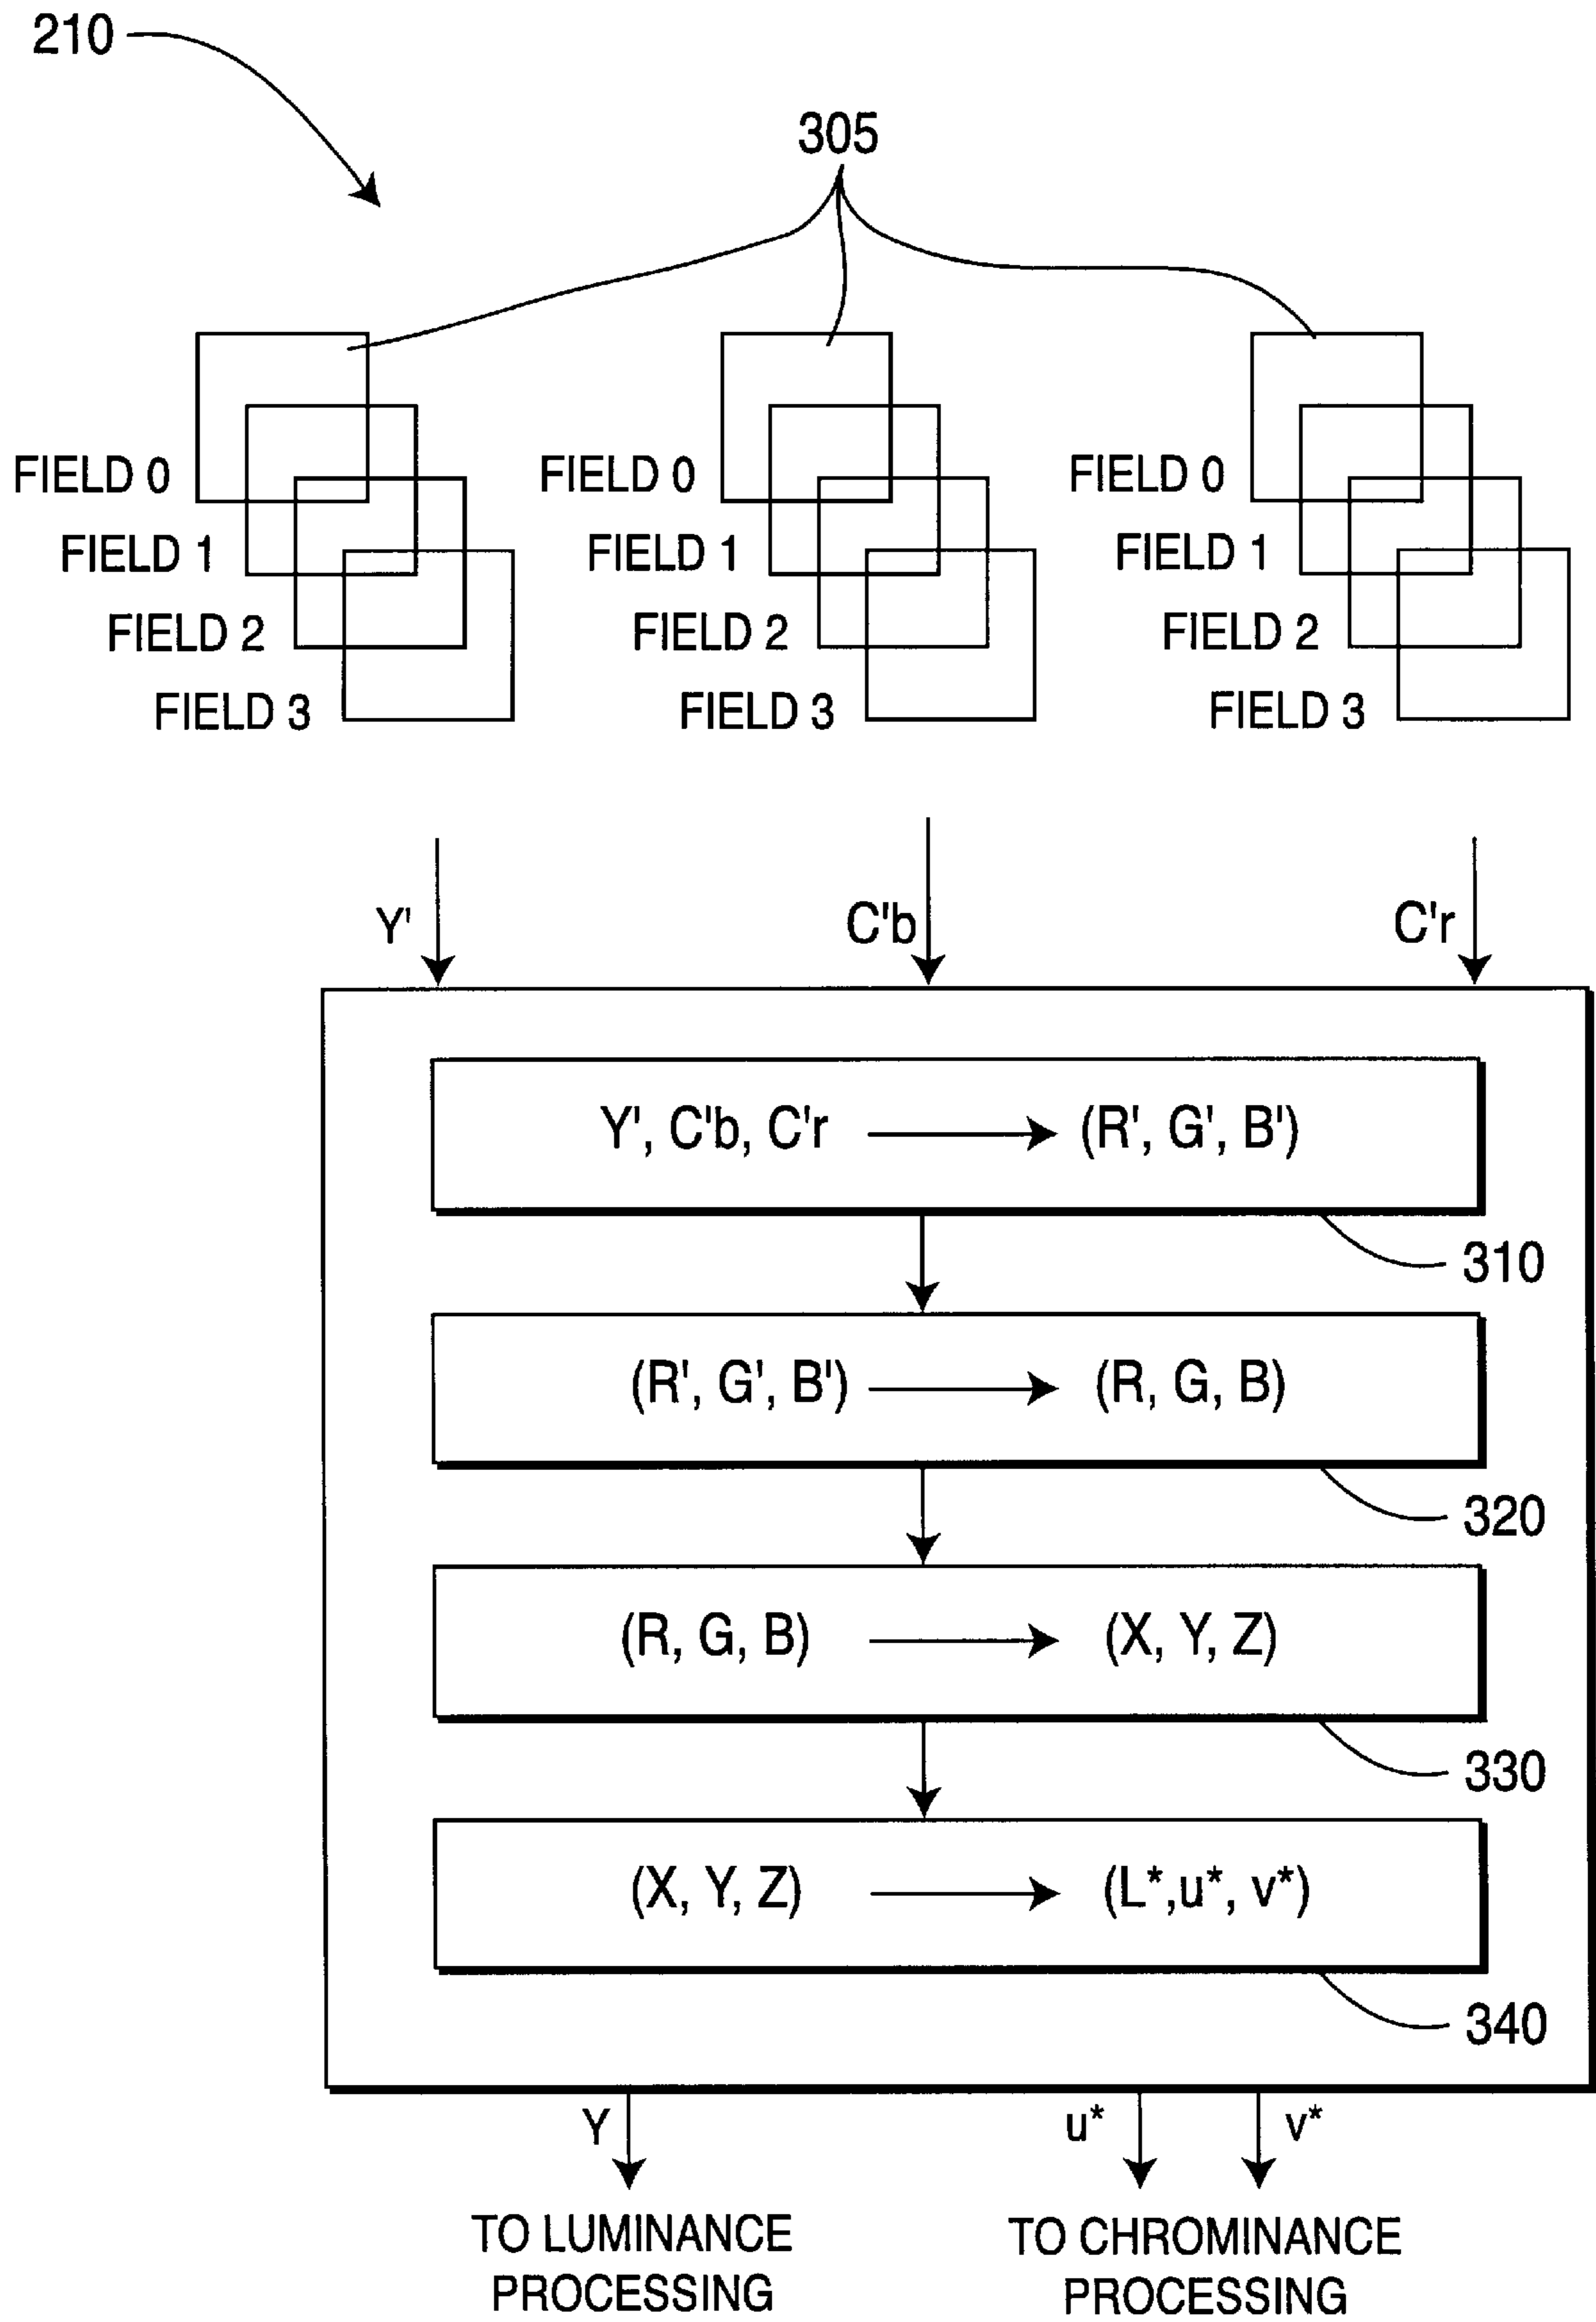 210
305
FIELD 0 FIELD 0 FIELD 0
FIELD 1 FIELD 1 FIELD 1
FIELD 2 FIELD 2 FIELD 2
FIELD 3 FIELD 3 FIELD 3
Y' C'b C'r
Y', C'b, C'r (R', G', B')
310
(R', G', B') (R, G, B)
320
(R, G, B) (X, Y, Z)
330
(X, Y, Z) (L*,u*, v*)
340
Y u* v*
TO LUMINANCE
PROCESSING
TO CHROMINANCE
PROCESSING